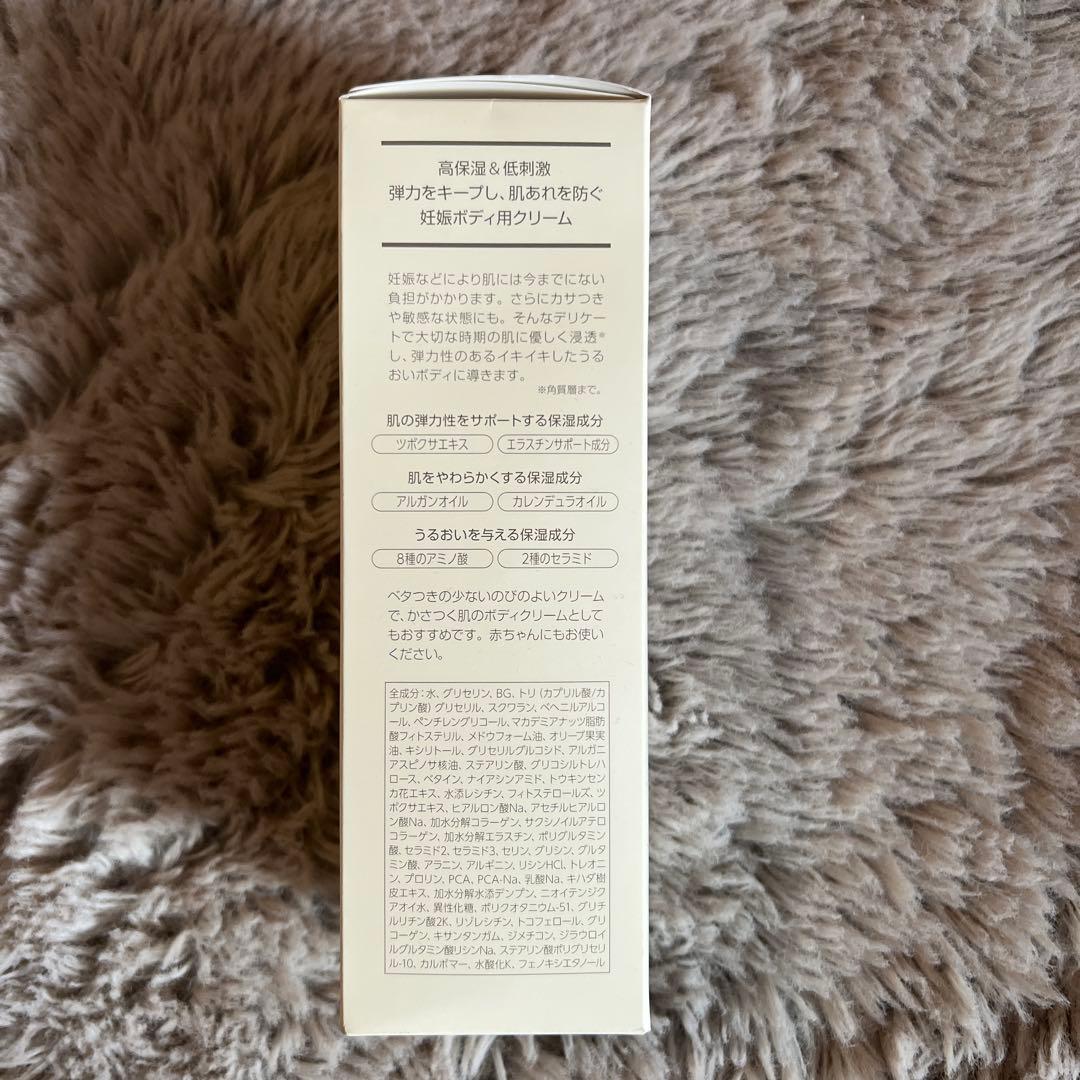 高保湿&低刺激
弾力をキープし、肌あれを防ぐ
妊娠ボディ用クリーム
妊娠などにより肌には今までにない
負担がかかります。さらにカサつき
や敏感な状態にも。そんなデリケー
トで大切な時期の肌に優しく浸透※
し、弾力性のあるイキイキしたうる
おいボディに導きます。
※角質層まで。
肌の弾力性をサポートする保湿成分
ツボクサエキス エラスチンサポート成分
肌をやわらかくする保湿成分
アルガンオイル カレンデュラオイル
うるおいを与える保湿成分
8種のアミノ酸 2種のセラミド
ベタつきの少ないのびのよいクリーム
で、かさつく肌のボディクリームとして
もおすすめです。赤ちゃんにもお使い
ください。
全成分:水、グリセリン、BG、トリ(カプリル酸/カ
プリン酸)グリセリル、スクワラン、ベヘニルアルコ
ール、ペンチレングリコール、マカデミアナッツ脂肪
酸フィトステリル、メドウフォーム油、オリーブ果実
油、キシリトール、グリセリルグルコシド、アルガニ
アスピノサ核油、ステアリン酸、グリコシルトレハ
ロース、ベタイン、ナイアシンアミド、トウキンセン
カ花エキス、水添レシチン、フィトステロールズ、ツ
ボクサエキス、ヒアルロン酸Na、アセチルヒアルロ
ン酸Na、加水分解コラーゲン、サクシノイルアテロ
コラーゲン、加水分解エラスチン、ポリグルタミン
酸、セラミド2、セラミド3、セリン、グリシン、グルタ
ミン酸、アラニン、アルギニン、リシンHCl、トレオニ
ン、プロリン、PCA、PCA-Na、乳酸Na、キハダ樹
皮エキス、加水分解水添デンプン、ニオイテンジク
アオイ水、異性化糖、ポリクオタニウム-51、グリチ
ルリチン酸2K、リゾレシチン、トコフェロール、グリ
コーゲン、キサンタンガム、ジメチコン、ジラウロイ
ルグルタミン酸リシンNa、ステアリン酸ポリグリセリ
ル-10、カルボマー、水酸化K、フェノキシエタノール